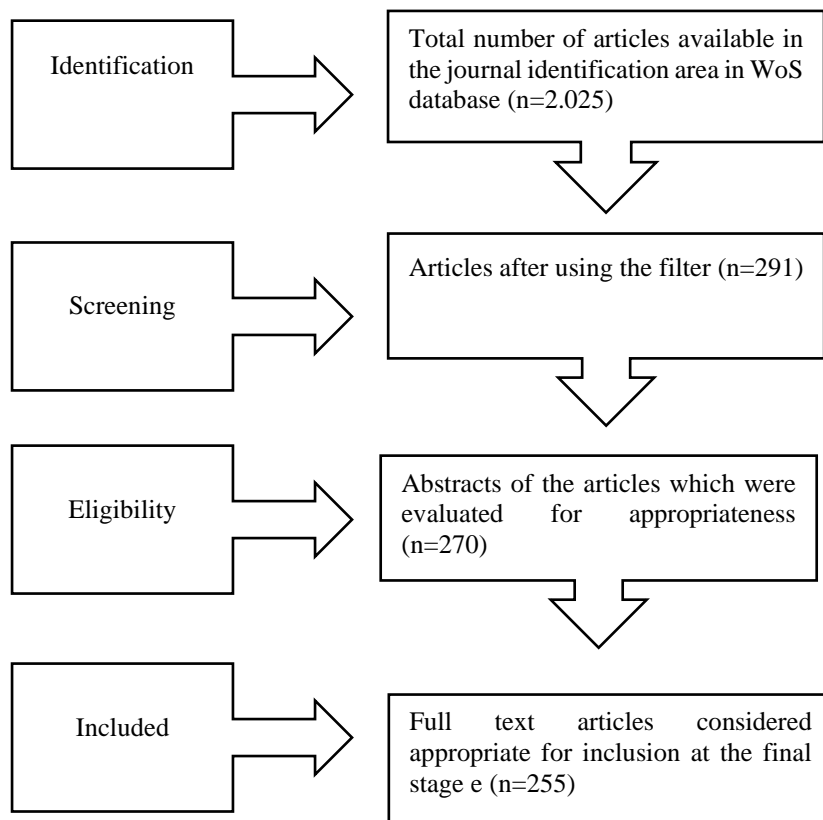 Identification
Total number of articles available in
the journal identification area in WoS
database (n=2.025)
Screening
Articles after using the filter (n=291)
Eligibility
Abstracts of the articles which were
evaluated for appropriateness
(n=270)
Included
Full text articles considered
appropriate for inclusion at the final
stage e (n=255)